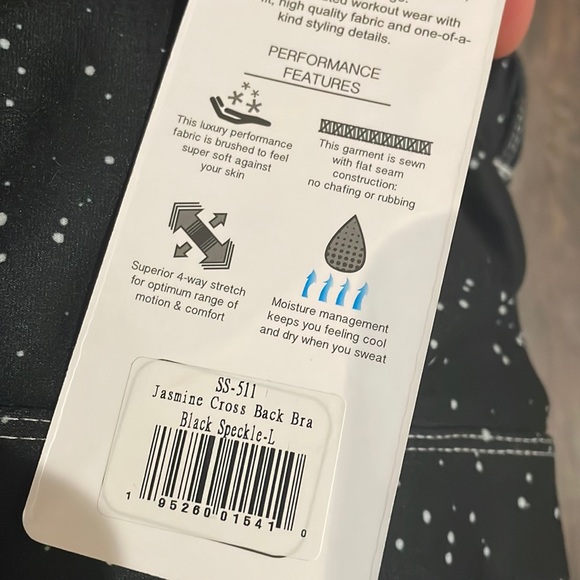 workout wear with
fit, high quality fabric and one-of-a-
kind styling details.
PERFORMANCE
FEATURES
This luxury performance
fabric is brushed to feel
super soft against
your skin
This garment is sewn
with flat seam
construction:
no chafing or rubbing
Superior 4-way stretch
for optimum range of
motion & comfort
Moisture management
keeps you feeling cool
and dry when you sweat
SS-511
Jasmine Cross Back Bra
Black Speckle-L
1 95260 01541 0